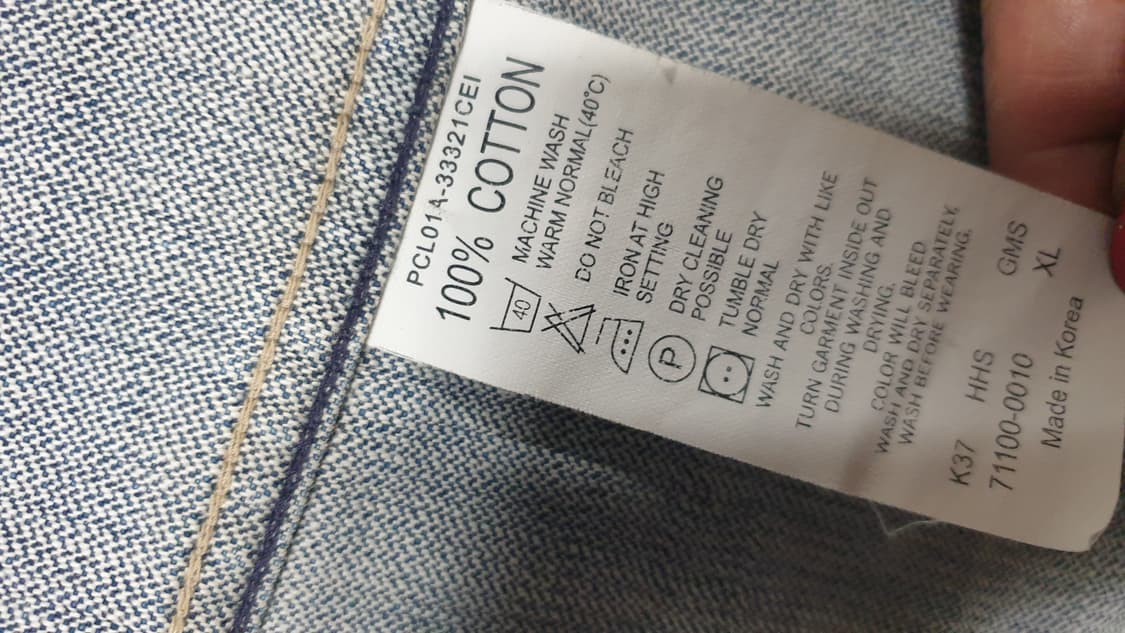 PCL01A-33321CEI
100% COTTON
40
MACHINE WASH
WARM NORMAL(40°C)
DO NOT BLEACH
IRON AT HIGH
SETTING
P
DRY CLEANING
POSSIBLE
TUMBLE DRY
NORMAL
WASH AND DRY WITH LIKE
COLORS.
TURN GARMENT INSIDE OUT
DURING WASHING AND
DRYING.
COLOR WILL BLEED
WASH AND DRY SEPARATELY.
WASH BEFORE WEARING.
K37 HHS GMS
71100-0010 XL
Made in Korea